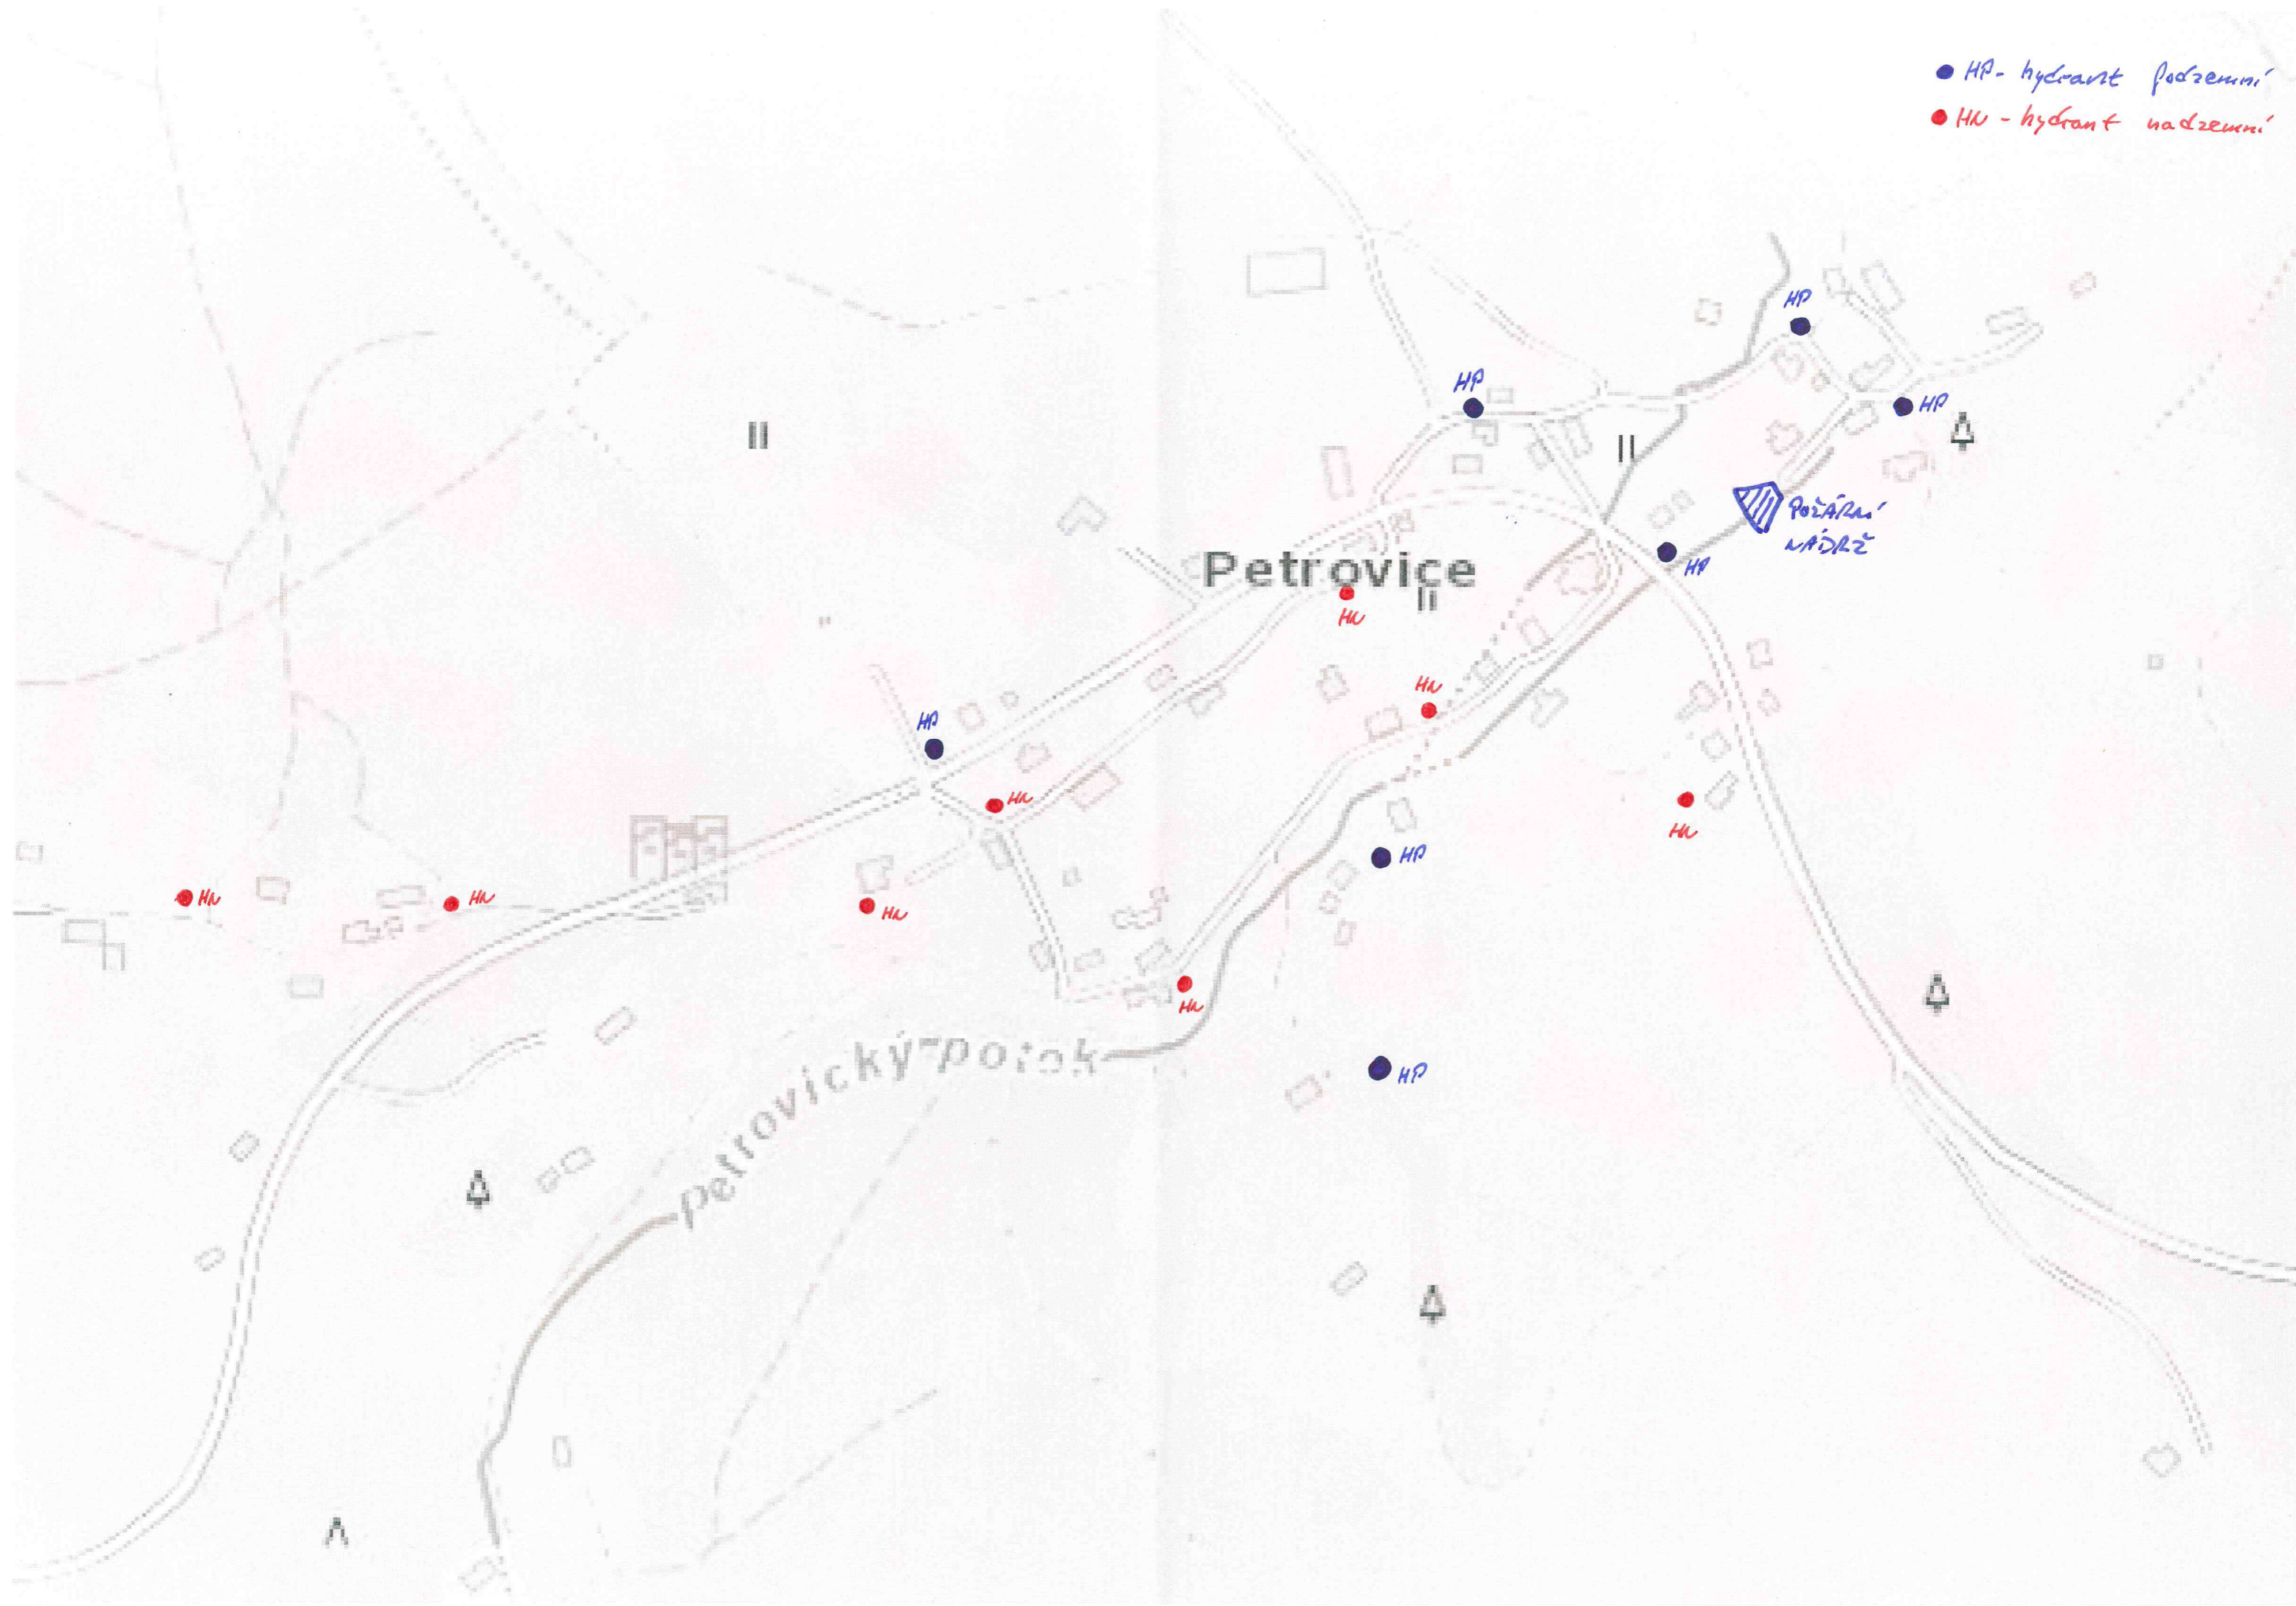 HP - hydrant podzemní
HN - hydrant nadzemní
HP
HP
HP
HP
POŽÁRNÍ
NÁDRŽ
HP
Petrovice
HN
HN
HP
HN
HN
HP
HN
HN
HN
HN
Petrovický potok
HP